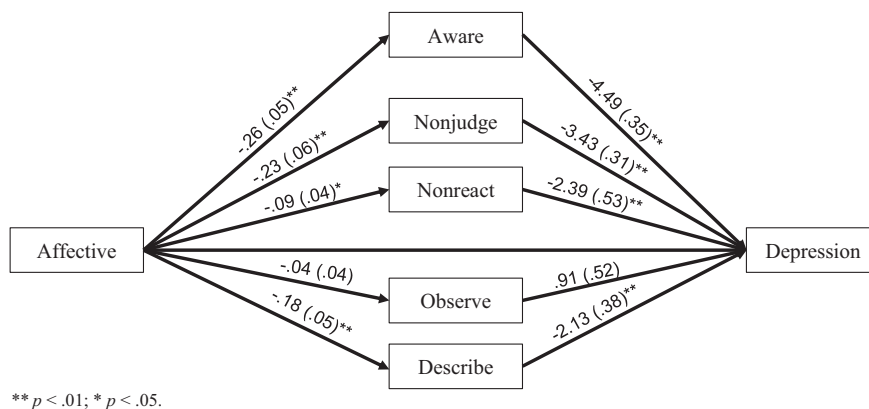 Aware
-.26 (.05)**
-4.49 (.35)**
Nonjudge
-.23 (.06)**
-3.43 (.31)**
Nonreact
-.09 (.04)*
-2.39 (.53)**
Affective
Depression
-.04 (.04)
.91 (.52)
Observe
-.18 (.05)**
-2.13 (.38)**
Describe
** p < .01; * p < .05.